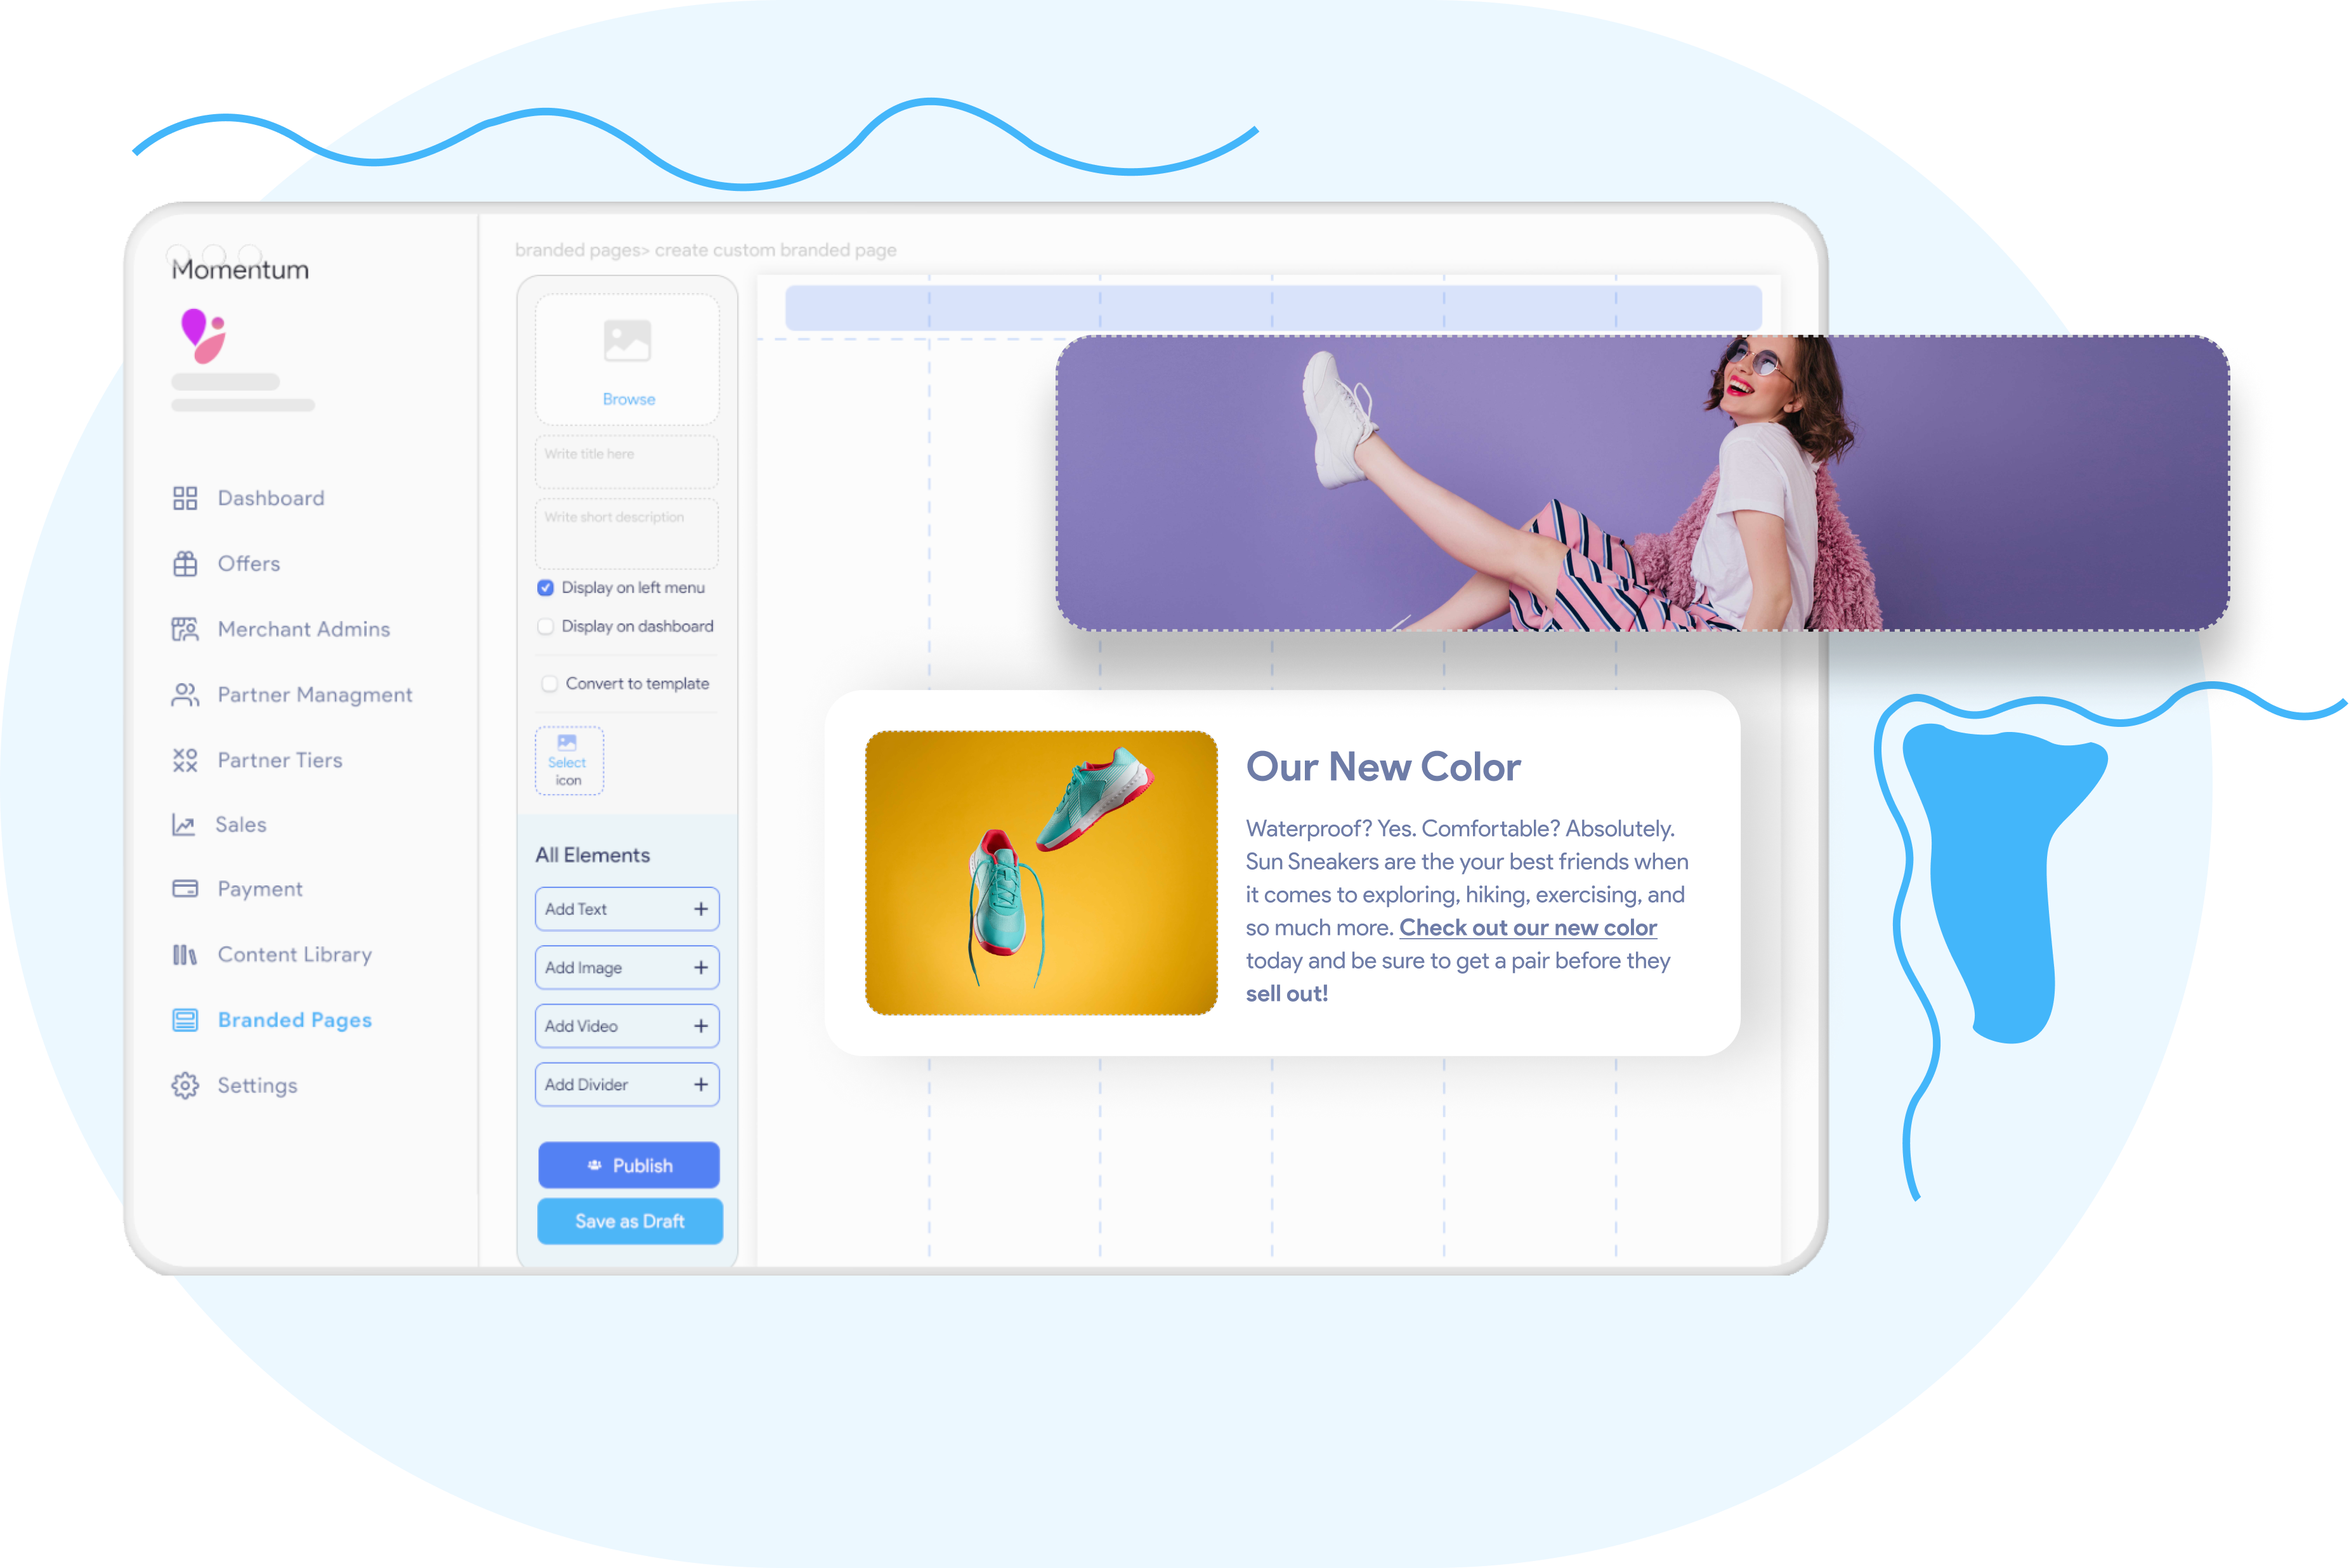 Momentum
Dashboard
Offers
Merchant Admins
Partner Managment
Partner Tiers
Sales
Payment
Content Library
Branded Pages
Settings
branded pages> create custom branded page
Browse
Write title here
Write short description
Display on left menu
Display on dashboard
Convert to template
Select
icon
All Elements
Add Text +
Add Image +
Add Video +
Add Divider +
Publish
Save as Draft
Our New Color
Waterproof? Yes. Comfortable? Absolutely.
Sun Sneakers are the your best friends when
it comes to exploring, hiking, exercising, and
so much more. Check out our new color
today and be sure to get a pair before they
sell out!